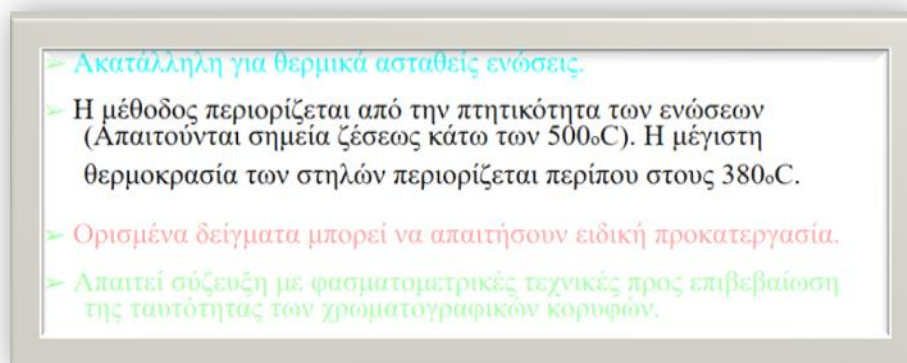 ➢ Ακατάλληλη για θερμικά ασταθείς ενώσεις.
➢ Η μέθοδος περιορίζεται από την πτητικότητα των ενώσεων
(Απαιτούνται σημεία ζέσεως κάτω των 500οC). Η μέγιστη
θερμοκρασία των στηλών περιορίζεται περίπου στους 380οC.
➢ Ορισμένα δείγματα μπορεί να απαιτήσουν ειδική προκατεργασία.
➢ Απαιτεί σύζευξη με φασματομετρικές τεχνικές προς επιβεβαίωση
της ταυτότητας των χρωματογραφικών κορυφών.